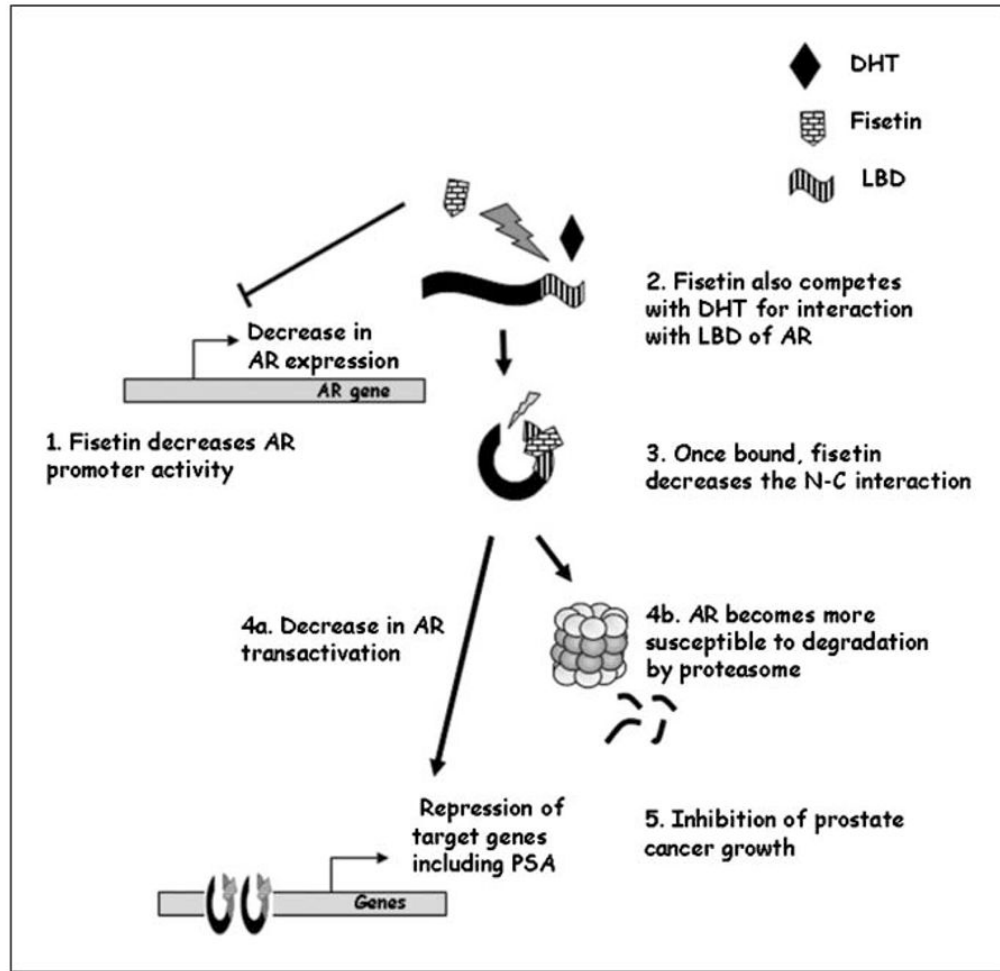 DHT
Fisetin
LBD
2. Fisetin also competes
with DHT for interaction
with LBD of AR
Decrease in
AR expression
AR gene
1. Fisetin decreases AR
promoter activity
3. Once bound, fisetin
decreases the N-C interaction
4a. Decrease in AR
transactivation
4b. AR becomes more
susceptible to degradation
by proteasome
Repression of
target genes
including PSA
5. Inhibition of prostate
cancer growth
Genes